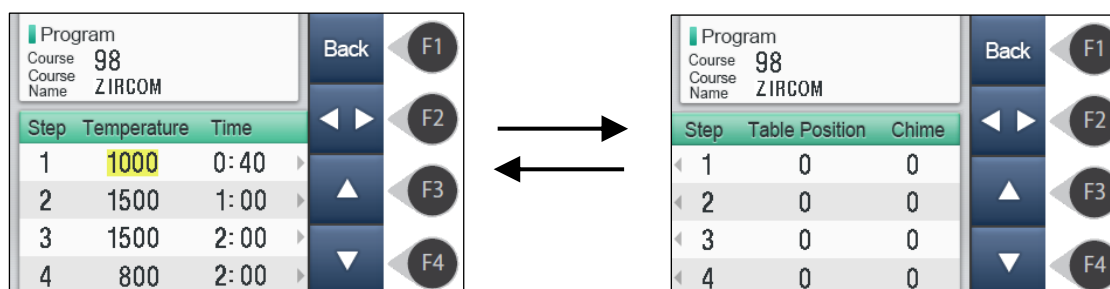 Program
Course 98
Course Name ZIRCOM
Step Temperature Time
1 1000 0:40
2 1500 1:00
3 1500 2:00
4 800 2:00
Back
F1
F2
F3
F4
Program
Course 98
Course Name ZIRCOM
Step Table Position Chime
1 0 0
2 0 0
3 0 0
4 0 0
Back
F1
F2
F3
F4